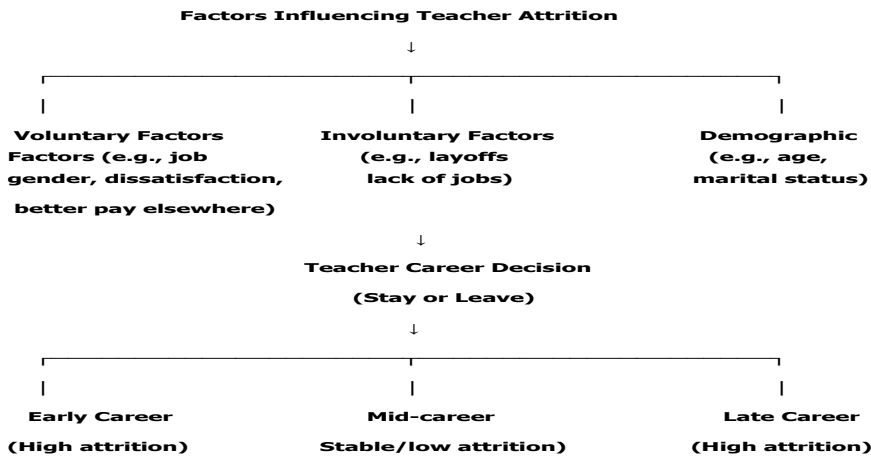 Factors Influencing Teacher Attrition
↓
Voluntary Factors Involuntary Factors Demographic
Factors (e.g., job (e.g., layoffs (e.g., age,
gender, dissatisfaction, lack of jobs) marital status)
better pay elsewhere)
↓
Teacher Career Decision
(Stay or Leave)
↓
Early Career Mid-career Late Career
(High attrition) Stable/low attrition) (High attrition)